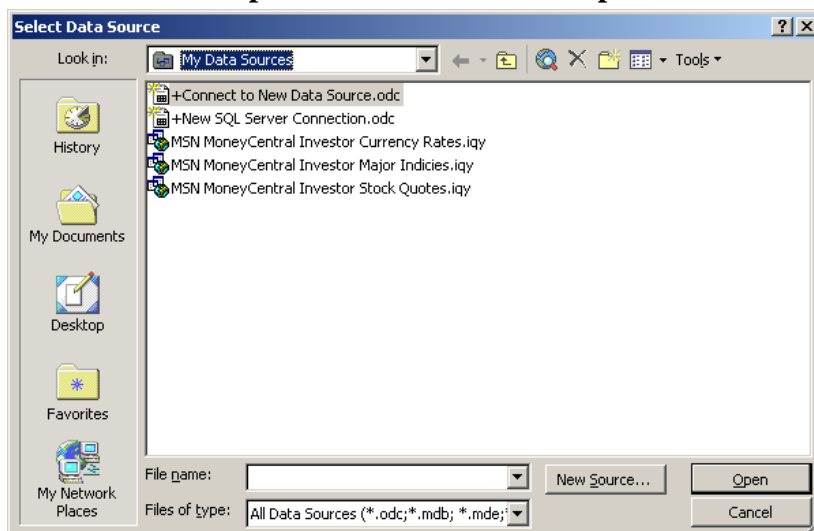 Select Data Source
Look in:
My Data Sources
Tools
+Connect to New Data Source.odc
+New SQL Server Connection.odc
MSN MoneyCentral Investor Currency Rates.iqy
MSN MoneyCentral Investor Major Indicies.iqy
MSN MoneyCentral Investor Stock Quotes.iqy
History
My Documents
Desktop
Favorites
My Network
Places
File name:
New Source...
Open
Files of type:
All Data Sources (*.odc;*.mdb; *.mde;
Cancel